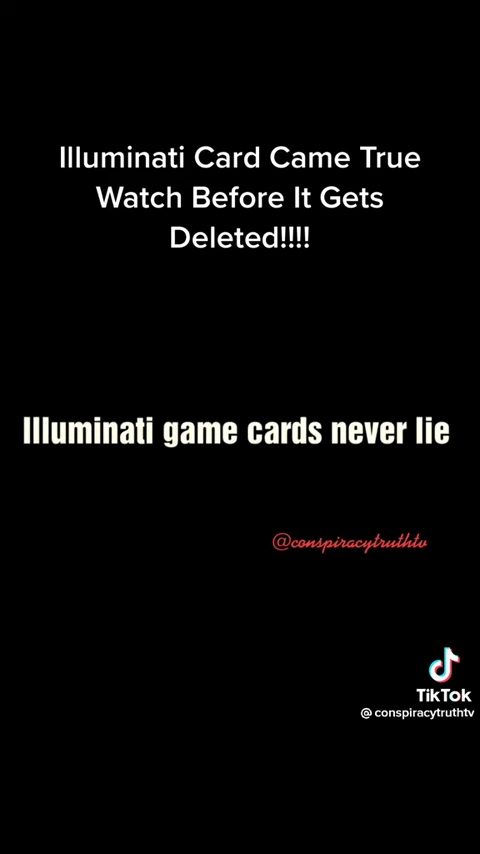 Illuminati Card Came True
Watch Before It Gets
Deleted!!!!
Illuminati game cards never lie
@conspiracytruthtv
TikTok
@conspiracytruthtv